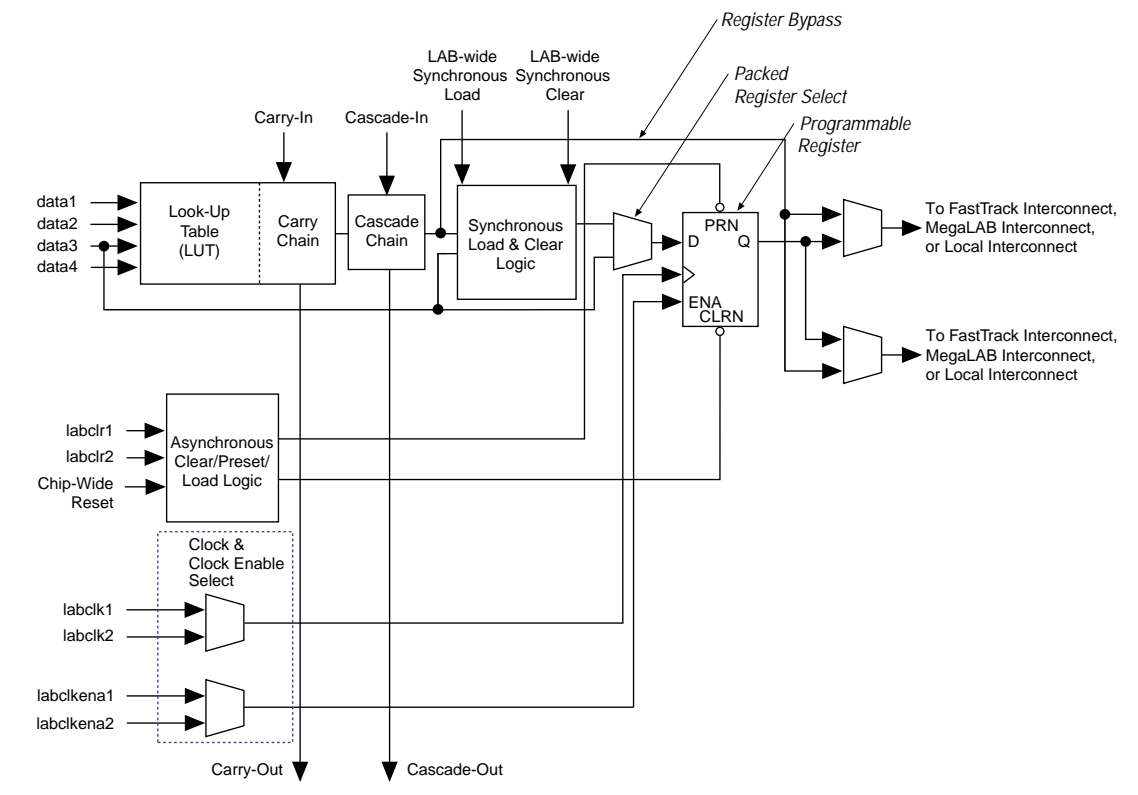 Register Bypass
LAB-wide
Synchronous
Load
LAB-wide
Synchronous
Clear
Packed
Register Select
Programmable
Register
Carry-In
Cascade-In
data1
data2
data3
data4
Look-Up
Table
(LUT)
Carry
Chain
Cascade
Chain
Synchronous
Load & Clear
Logic
PRN
D
Q
ENA
CLRN
To FastTrack Interconnect,
MegaLAB Interconnect,
or Local Interconnect
To FastTrack Interconnect,
MegaLAB Interconnect,
or Local Interconnect
labclr1
labclr2
Chip-Wide
Reset
Asynchronous
Clear/Preset/
Load Logic
Clock &
Clock Enable
Select
labclk1
labclk2
labclkena1
labclkena2
Carry-Out
Cascade-Out